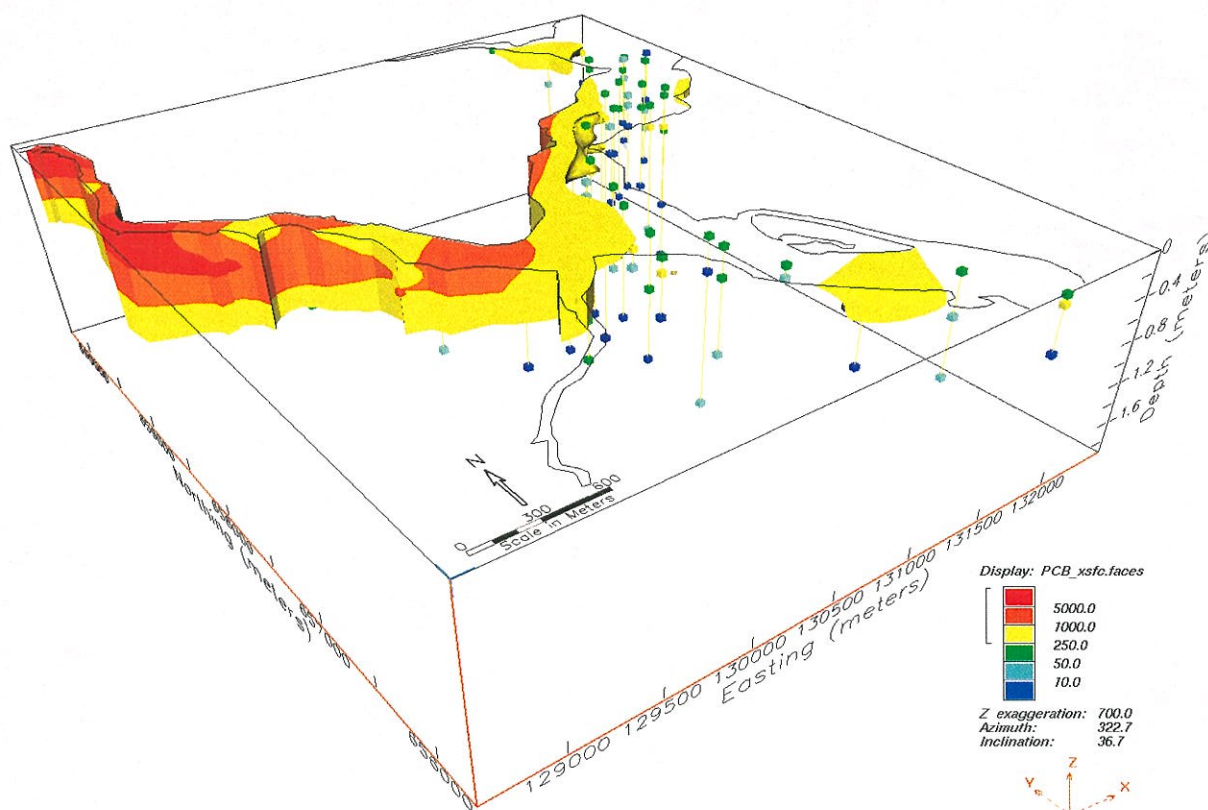 0
0.4
0.8
1.2
1.6
Depth (meters)
N
0 300 600
Scale in Meters
Northing (meters)
129000 129500 130000 130500 131000 131500 132000
Easting (meters)
Display: PCB_xsfc.faces
5000.0
1000.0
250.0
50.0
10.0
Z exaggeration: 700.0
Azimuth: 322.7
Inclination: 36.7
Z
Y X